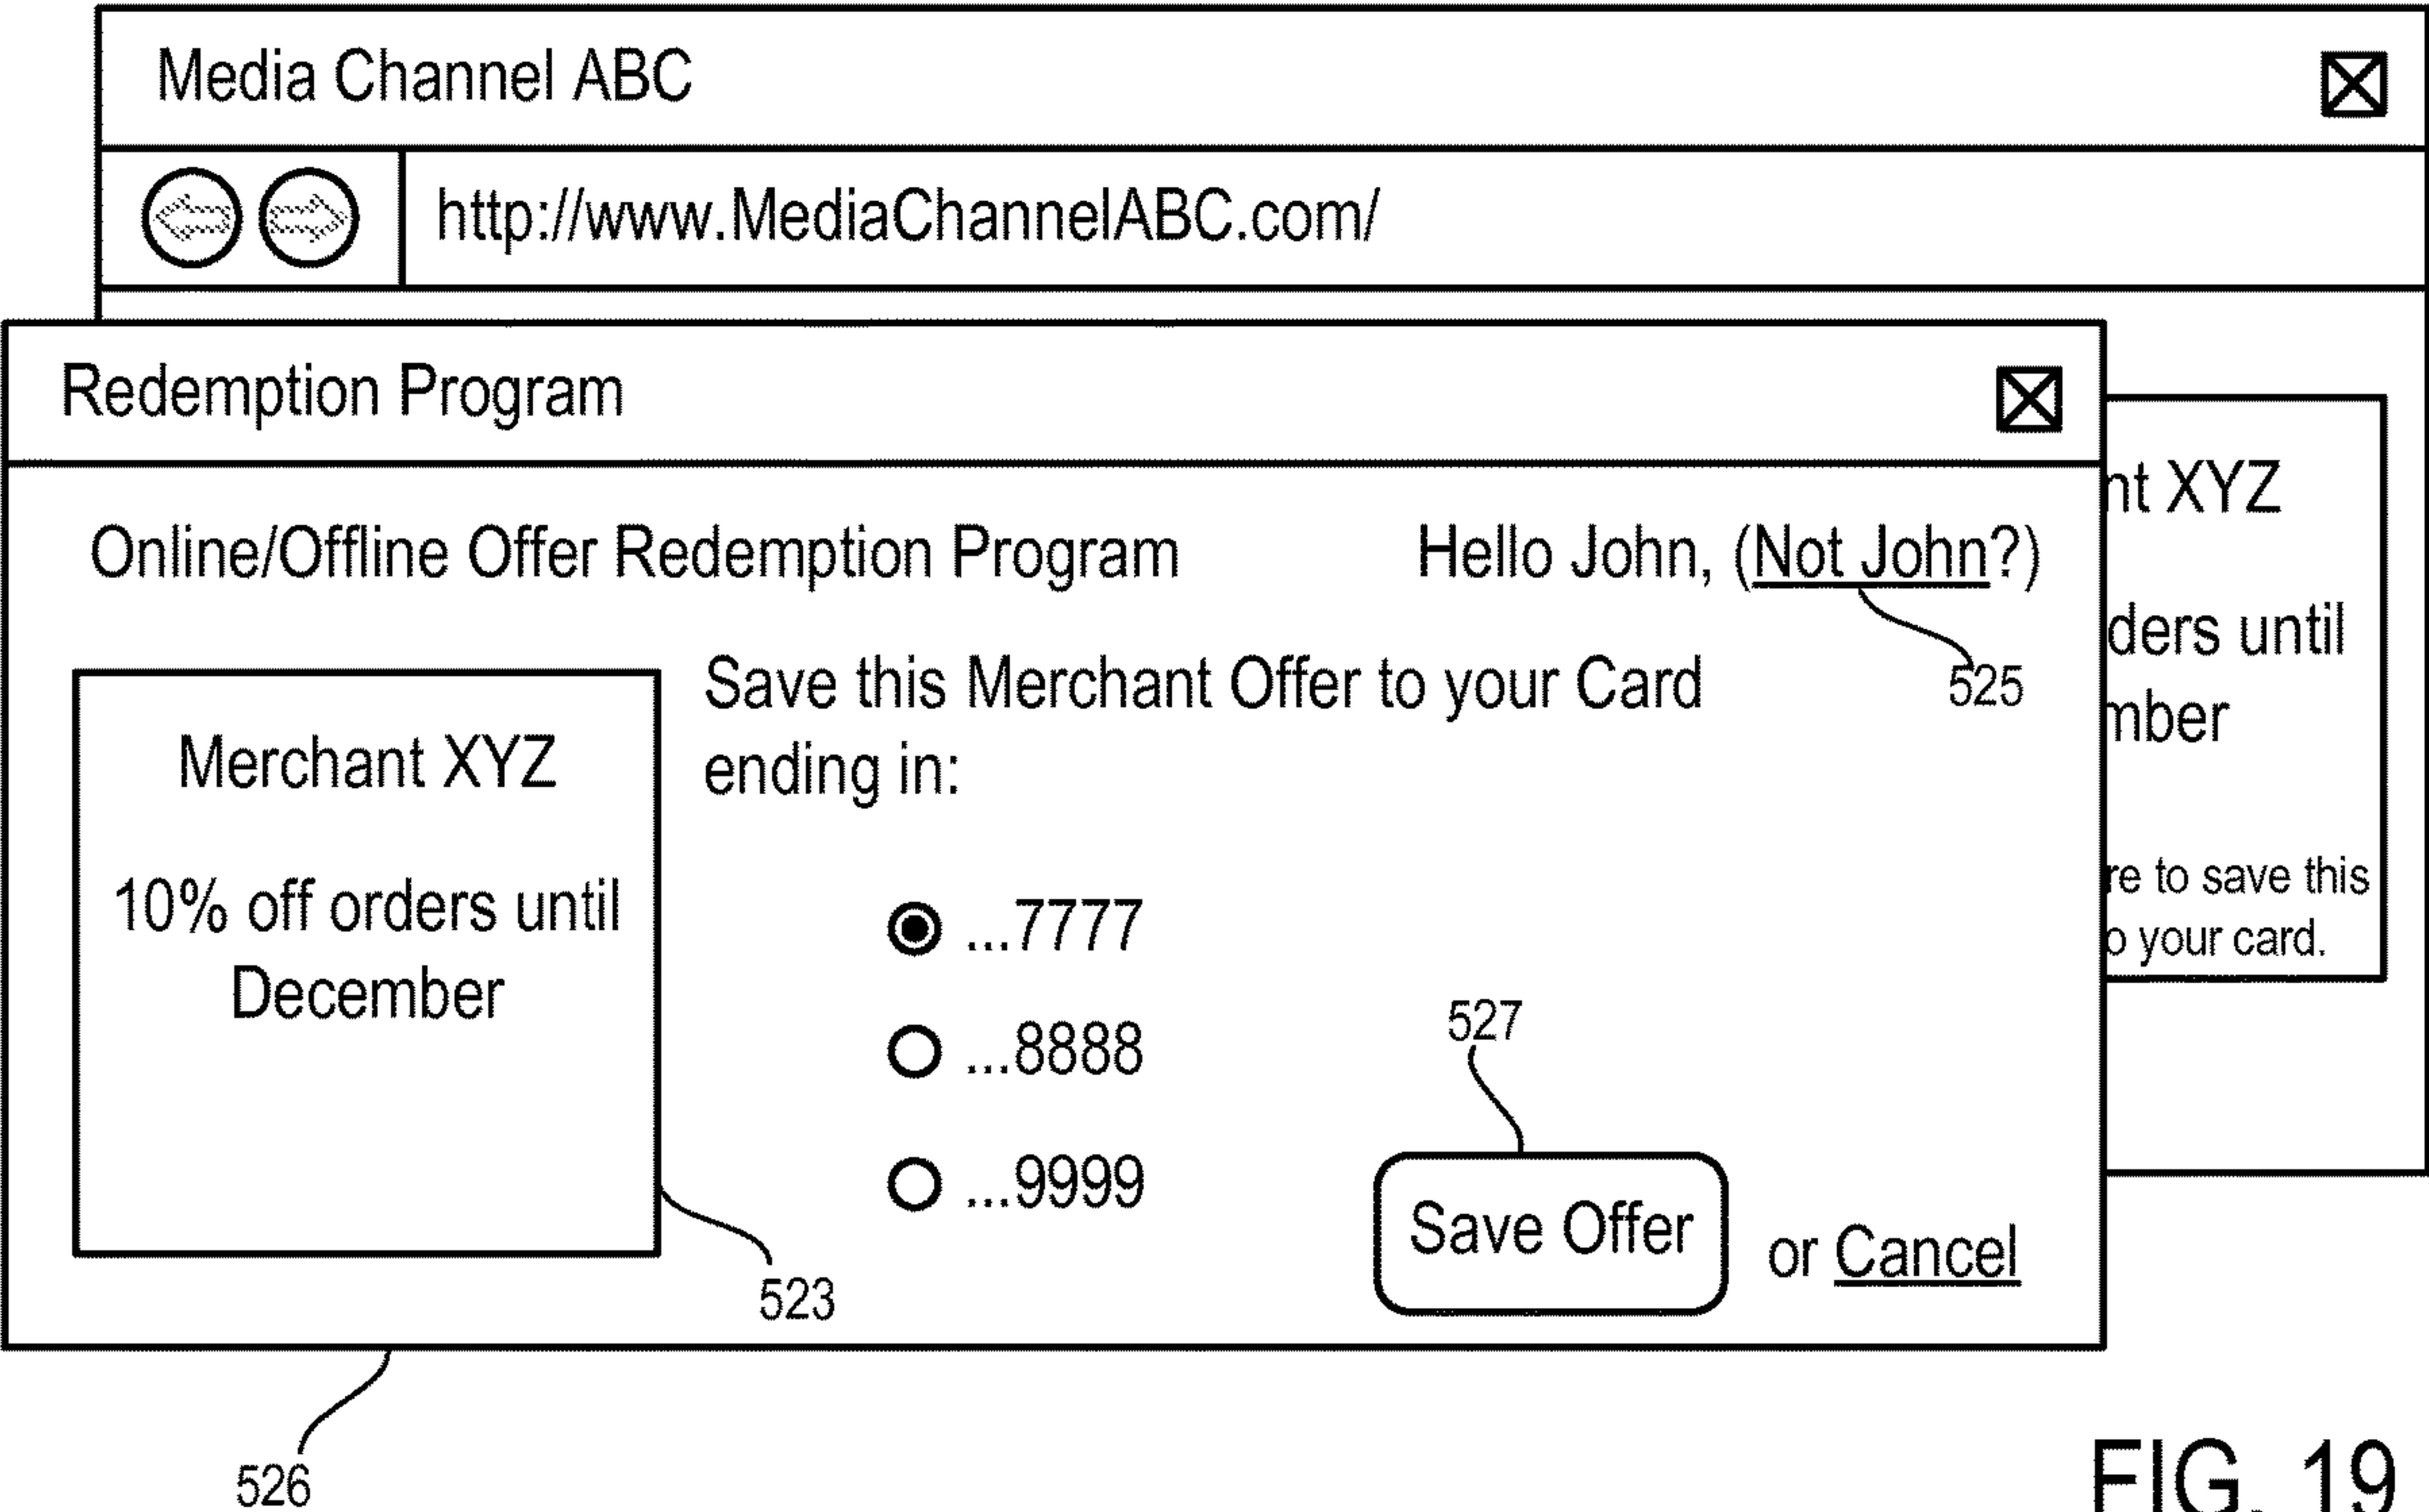 Media Channel ABC
http://www.MediaChannelABC.com/
Redemption Program
Online/Offline Offer Redemption Program
Hello John, (Not John?)
525
Merchant XYZ
10% off orders until
December
523
Save this Merchant Offer to your Card
ending in:
...7777
...8888
...9999
527
Save Offer
or Cancel
526
nt XYZ
ders until
mber
re to save this
o your card.
FIG. 19